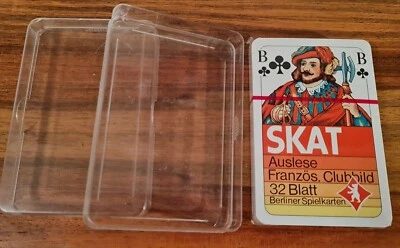 B B
SKAT
Auslese
Französ. Clubbild
32 Blatt
Berliner Spielkarten